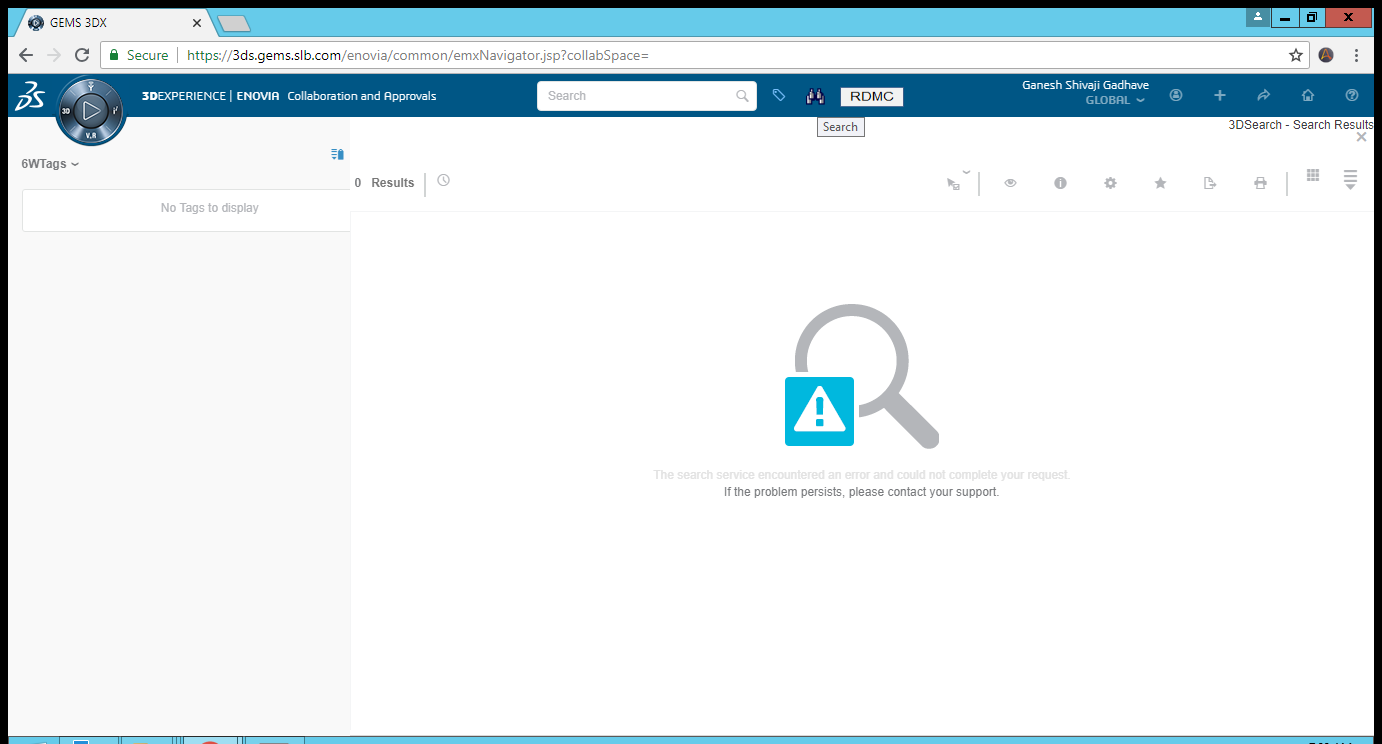 GEMS 3DX
Secure
https://3ds.gems.slb.com/enovia/common/emxNavigator.jsp?collabSpace=
3DEXPERIENCE | ENOVIA Collaboration and Approvals
Search
RDMC
Ganesh Shivaji Gadhave
GLOBAL
3D
i²
V.R
Search
3DSearch - Search Results
6WTags
0 Results
No Tags to display
The search service encountered an error and could not complete your request.
If the problem persists, please contact your support.